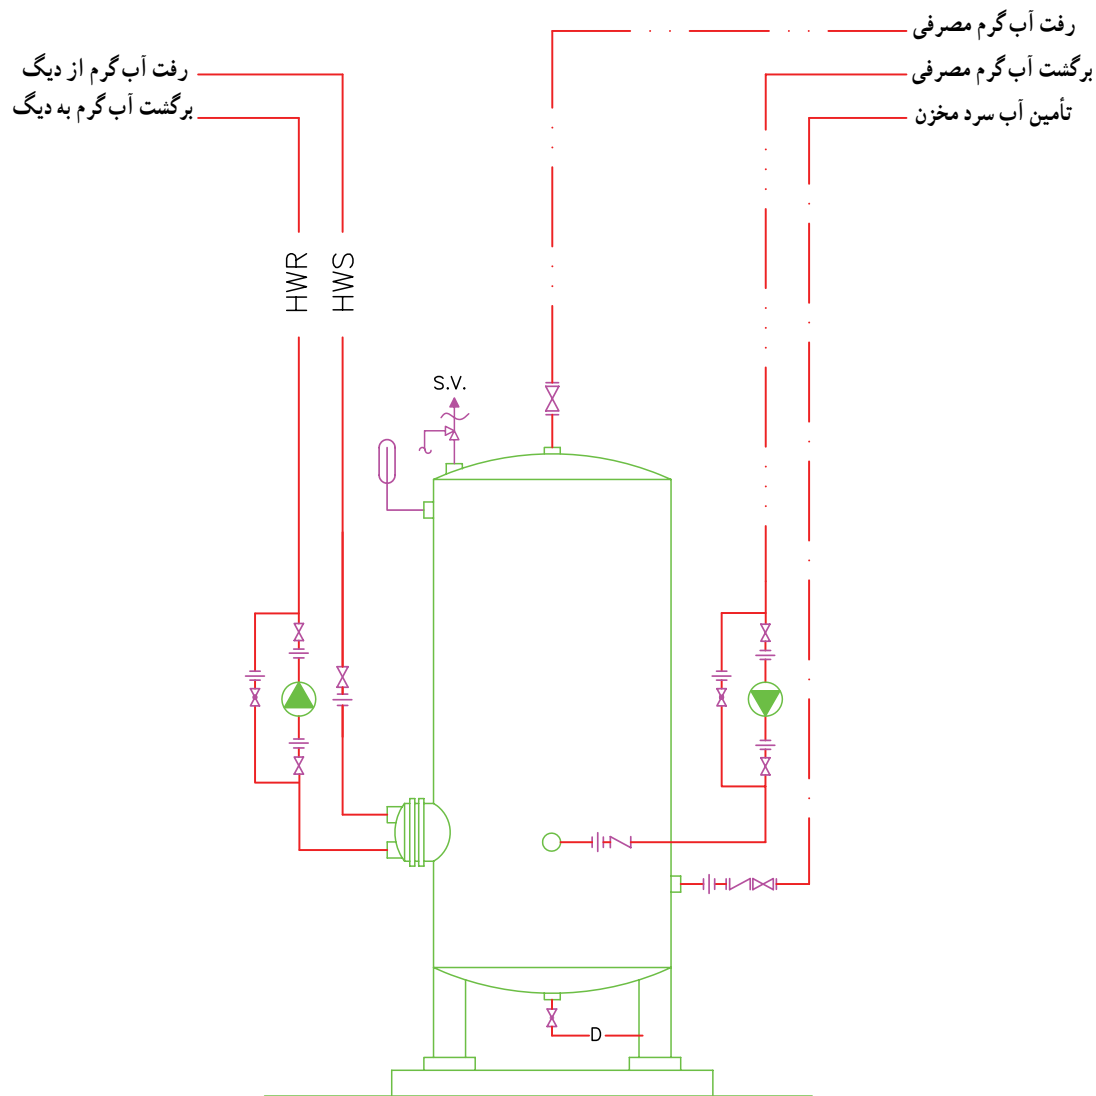 رفت آب گرم مصرفی
برگشت آب گرم مصرفی
تأمین آب سرد مخزن
رفت آب گرم از دیگ
برگشت آب گرم به دیگ
HWR
HWS
S.V.
D